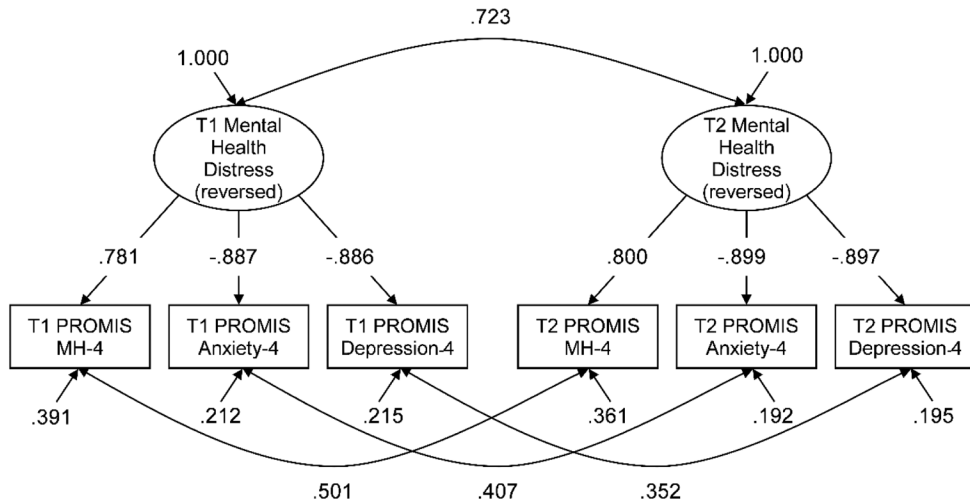 .723
1.000
1.000
T1 Mental
Health
Distress
(reversed)
T2 Mental
Health
Distress
(reversed)
.781
-.887
-.886
.800
-.899
-.897
T1 PROMIS
MH-4
T1 PROMIS
Anxiety-4
T1 PROMIS
Depression-4
T2 PROMIS
MH-4
T2 PROMIS
Anxiety-4
T2 PROMIS
Depression-4
.391
.212
.215
.361
.192
.195
.501
.407
.352